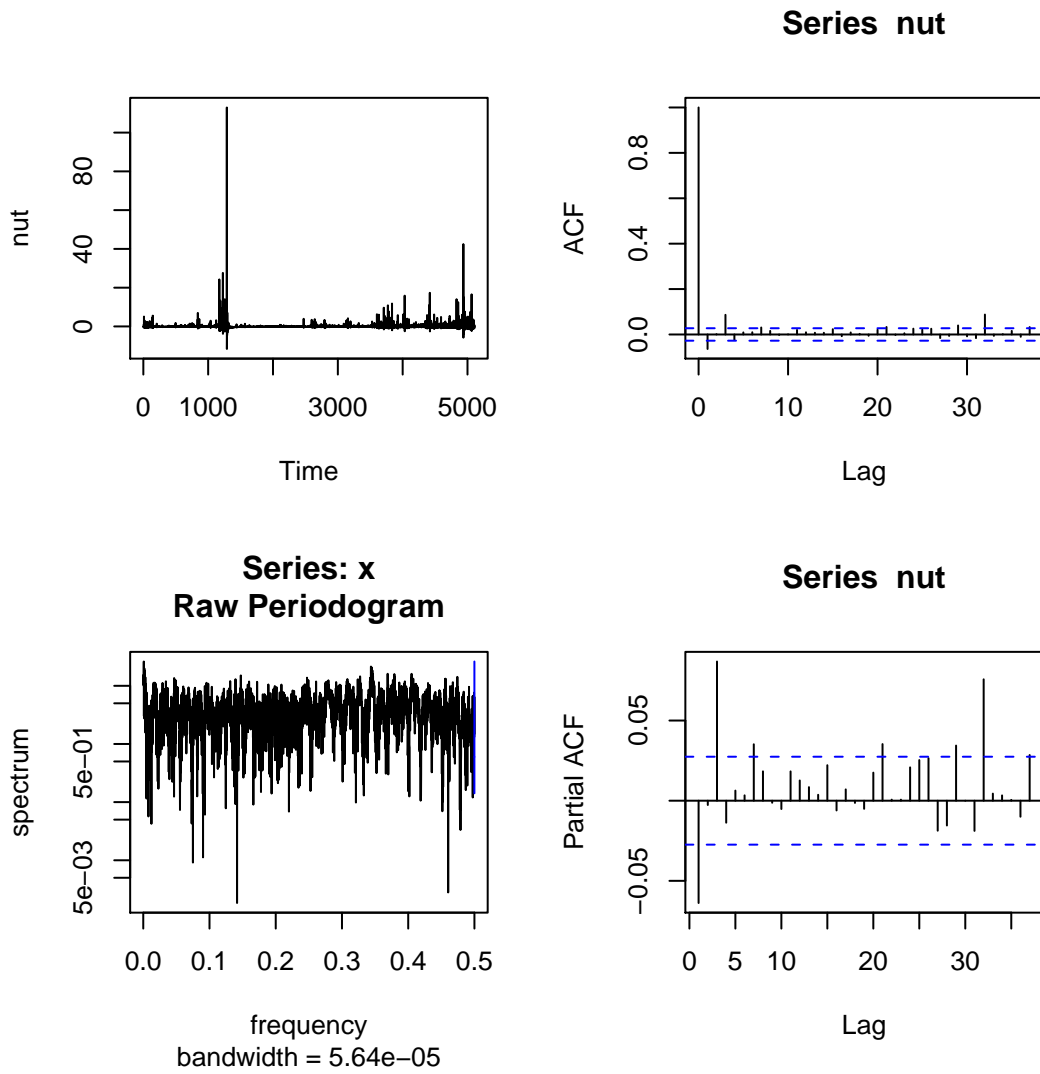 Series  nut
nut
0
40
80
0
1000
3000
5000
Time
ACF
0.0
0.4
0.8
0
10
20
30
Lag
Series: x
Raw Periodogram
spectrum
5e−03
5e−01
0.0
0.1
0.2
0.3
0.4
0.5
frequency
bandwidth = 5.64e−05
Series  nut
Partial ACF
−0.05
0.05
0
5
10
20
30
Lag